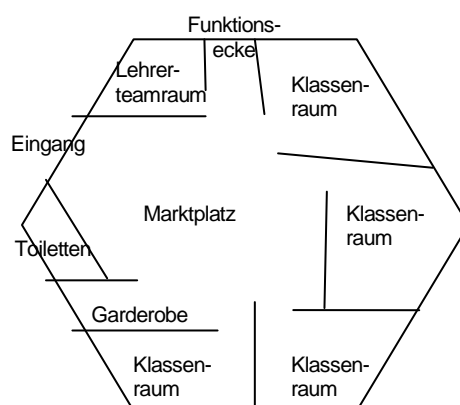 Funktions-
ecke
Lehrer-
teamraum
Klassen-
raum
Eingang
Marktplatz
Klassen-
raum
Toiletten
Garderobe
Klassen-
raum
Klassen-
raum